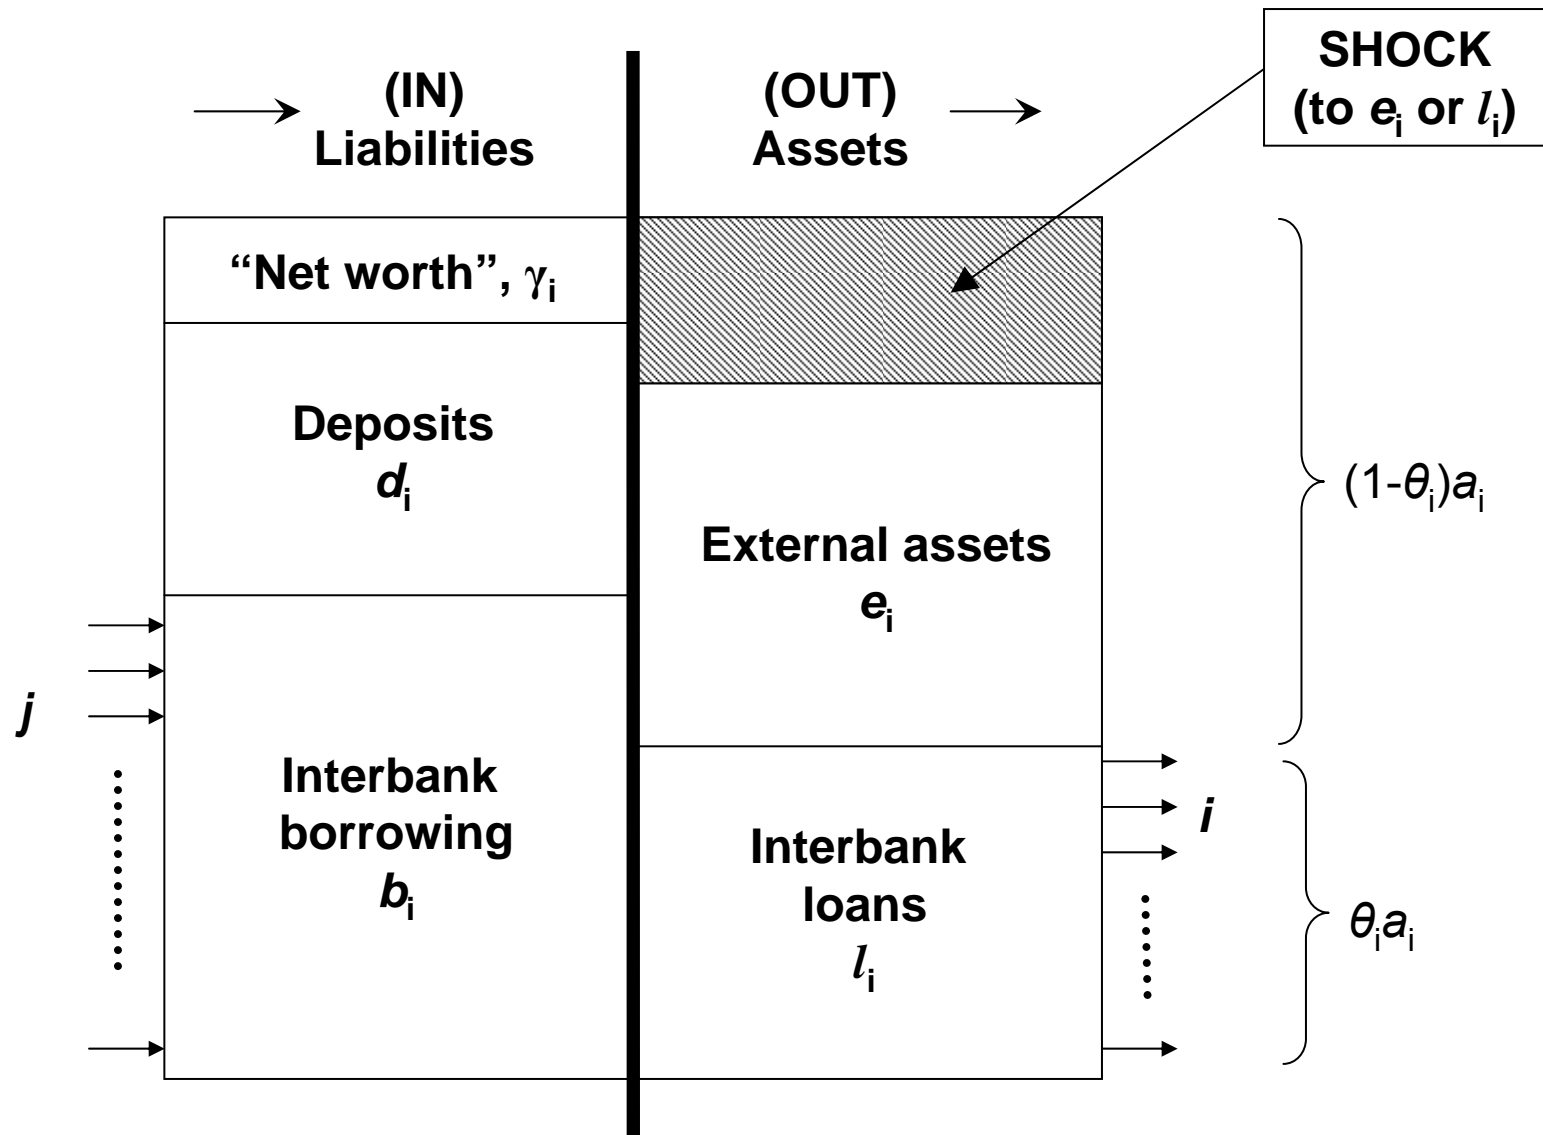 SHOCK
(to eᵢ or lᵢ)
(IN)
Liabilities
(OUT)
Assets
“Net worth”, γᵢ
Deposits
dᵢ
External assets
eᵢ
(1-θᵢ)aᵢ
j
Interbank
borrowing
bᵢ
Interbank
loans
lᵢ
i
θᵢaᵢ